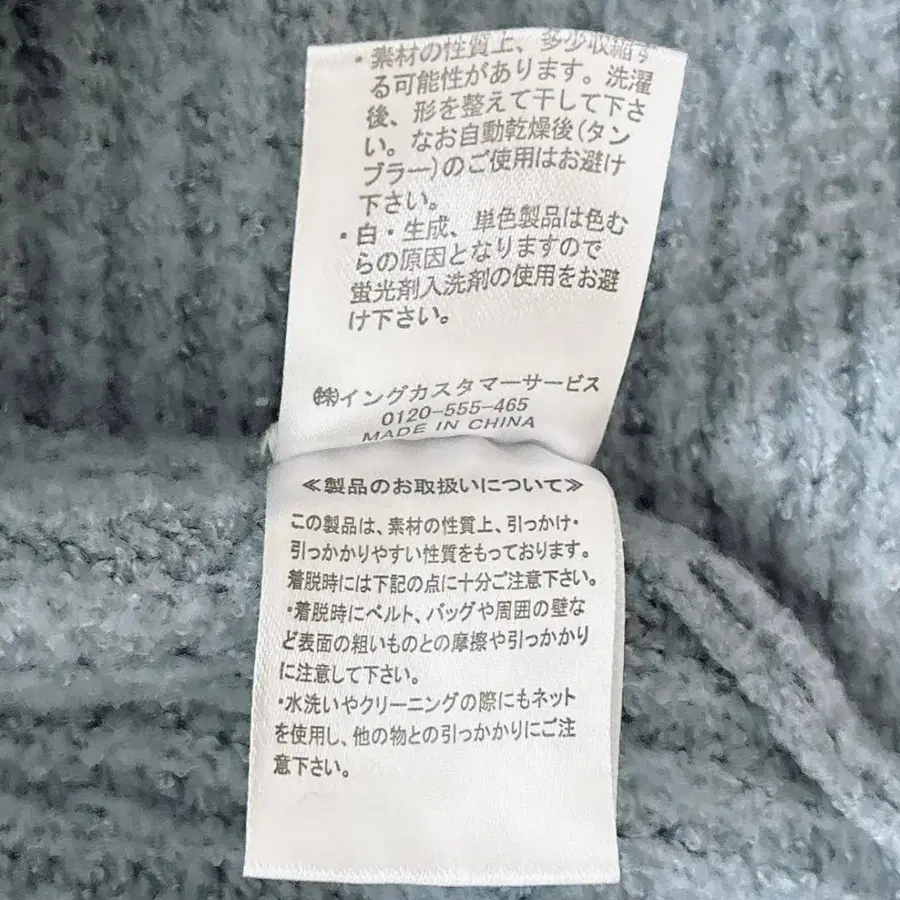 ・素材の性質上、多少収縮す
る可能性があります。洗濯
後、形を整えて干して下さ
い。なお自動乾燥後(タン
ブラー)のご使用はお避け
下さい。
・白・生成、単色製品は色む
らの原因となりますので
蛍光剤入洗剤の使用をお避
け下さい。
㈱イングカスタマーサービス
0120-555-465
MADE IN CHINA
≪製品のお取扱いについて≫
この製品は、素材の性質上、引っかけ・
引っかかりやすい性質をもっております。
着脱時には下記の点に十分ご注意下さい。
・着脱時にベルト、バッグや周囲の壁な
ど表面の粗いものとの摩擦や引っかかり
に注意して下さい。
・水洗いやクリーニングの際にもネット
を使用し、他の物との引っかかりにご注
意下さい。